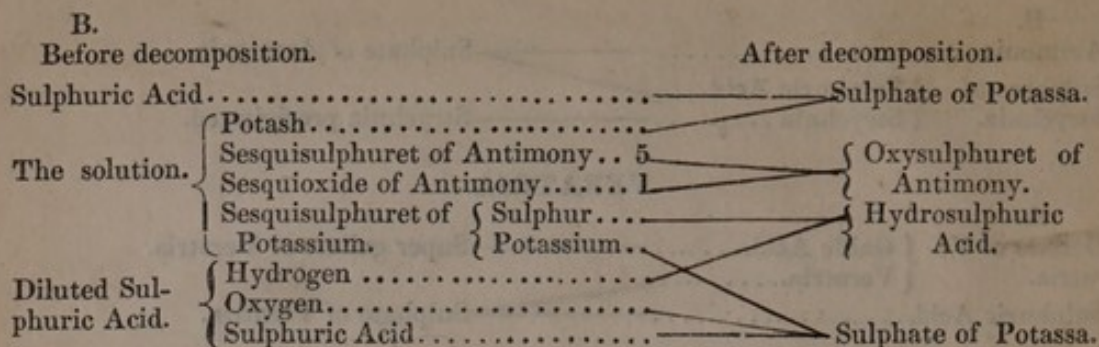 B.
Before decomposition. After decomposition.
Sulphuric Acid................................ Sulphate of Potassa.
The solution. { Potash........................
Sesquisulphuret of Antimony.. 5 { Oxysulphuret of
Sesquioxide of Antimony....... 1 Antimony.
Sesquisulphuret of { Sulphur.... { Hydrosulphuric
Potassium. { Potassium.. Acid.
Diluted Sul- { Hydrogen ....................
phuric Acid. Oxygen........................
Sulphuric Acid................. Sulphate of Potassa.